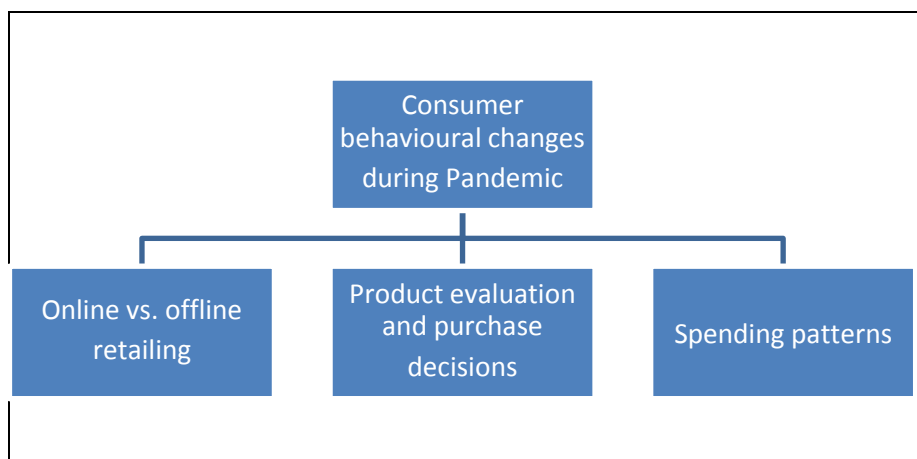 Consumer
behavioural changes
during Pandemic
Online vs. offline
retailing
Product evaluation
and purchase
decisions
Spending patterns